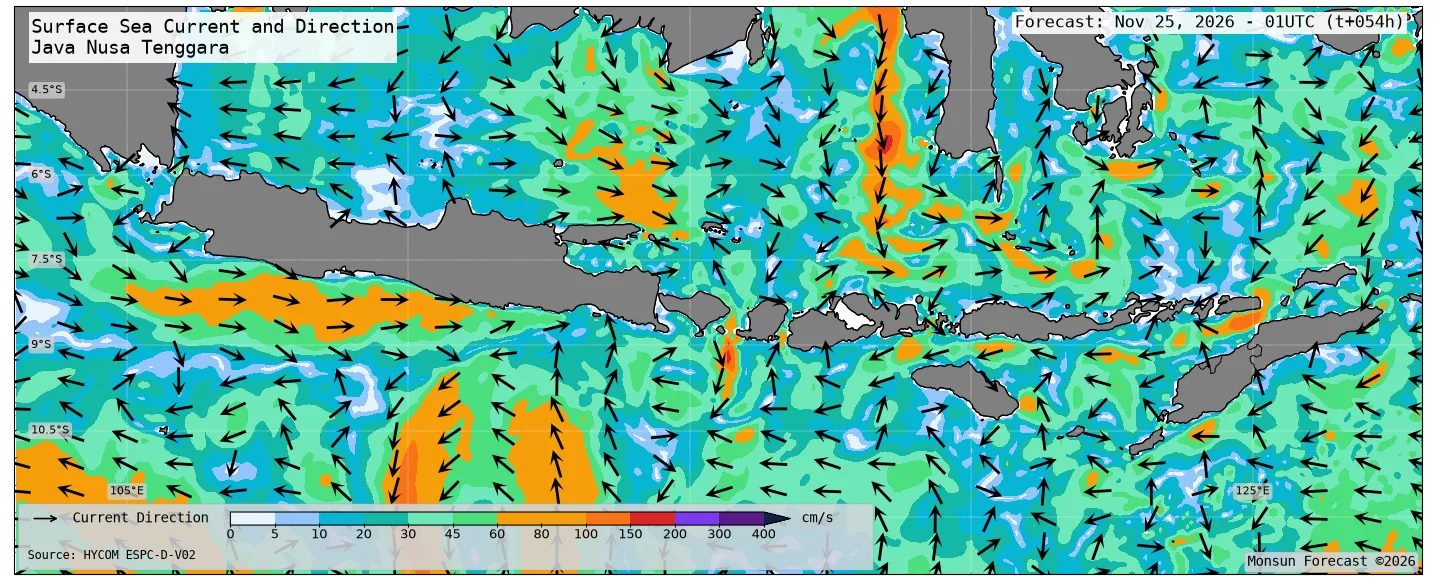 Surface Sea Current and Direction
Java Nusa Tenggara
Forecast: Nov 25, 2026 - 01UTC (t+054h)
4.5°S
6°S
7.5°S
9°S
10.5°S
105°E
125°E
Current Direction
0 5 10 20 30 45 60 80 100 150 200 300 400 cm/s
Source: HYCOM ESPC-D-V02
Monsun Forecast ©2026